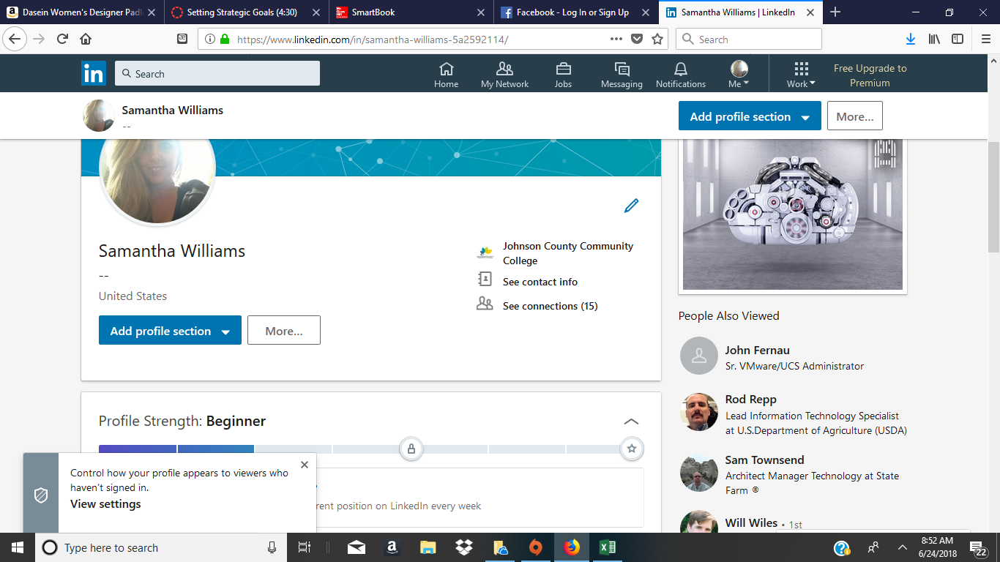 Dasein Women's Designer Padl
Setting Strategic Goals (4:30)
SmartBook
Facebook - Log In or Sign Up
Samantha Williams | LinkedIn
https://www.linkedin.com/in/samantha-williams-5a2592114/
Search
in
Search
Home
My Network
Jobs
Messaging
Notifications
Me
Work
Free Upgrade to
Premium
Samantha Williams
--
Add profile section
More...
Samantha Williams
--
United States
Add profile section
More...
Johnson County Community
College
See contact info
See connections (15)
People Also Viewed
John Fernau
Sr. VMware/UCS Administrator
Rod Repp
Lead Information Technology Specialist
at U.S.Department of Agriculture (USDA)
Sam Townsend
Architect Manager Technology at State
Farm ®
Will Wiles • 1st
Profile Strength: Beginner
Control how your profile appears to viewers who
haven't signed in.
View settings
rent position on LinkedIn every week
Type here to search
8:52 AM
6/24/2018
22